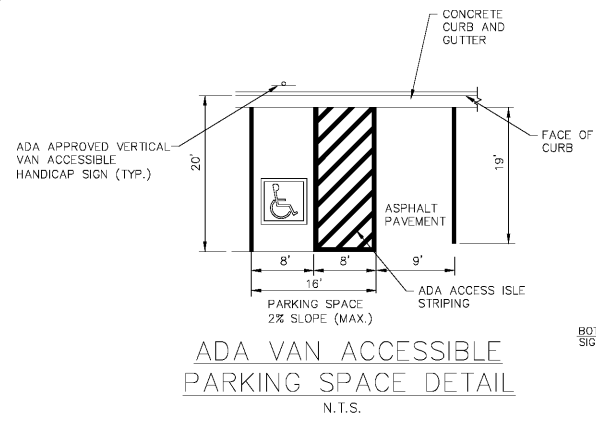 CONCRETE
CURB AND
GUTTER
ADA APPROVED VERTICAL
VAN ACCESSIBLE
HANDICAP SIGN (TYP.)
20'
19'
FACE OF
CURB
ASPHALT
PAVEMENT
8'
8'
9'
16'
ADA ACCESS ISLE
STRIPING
PARKING SPACE
2% SLOPE (MAX.)
BOT
SIG
ADA VAN ACCESSIBLE
PARKING SPACE DETAIL
N.T.S.